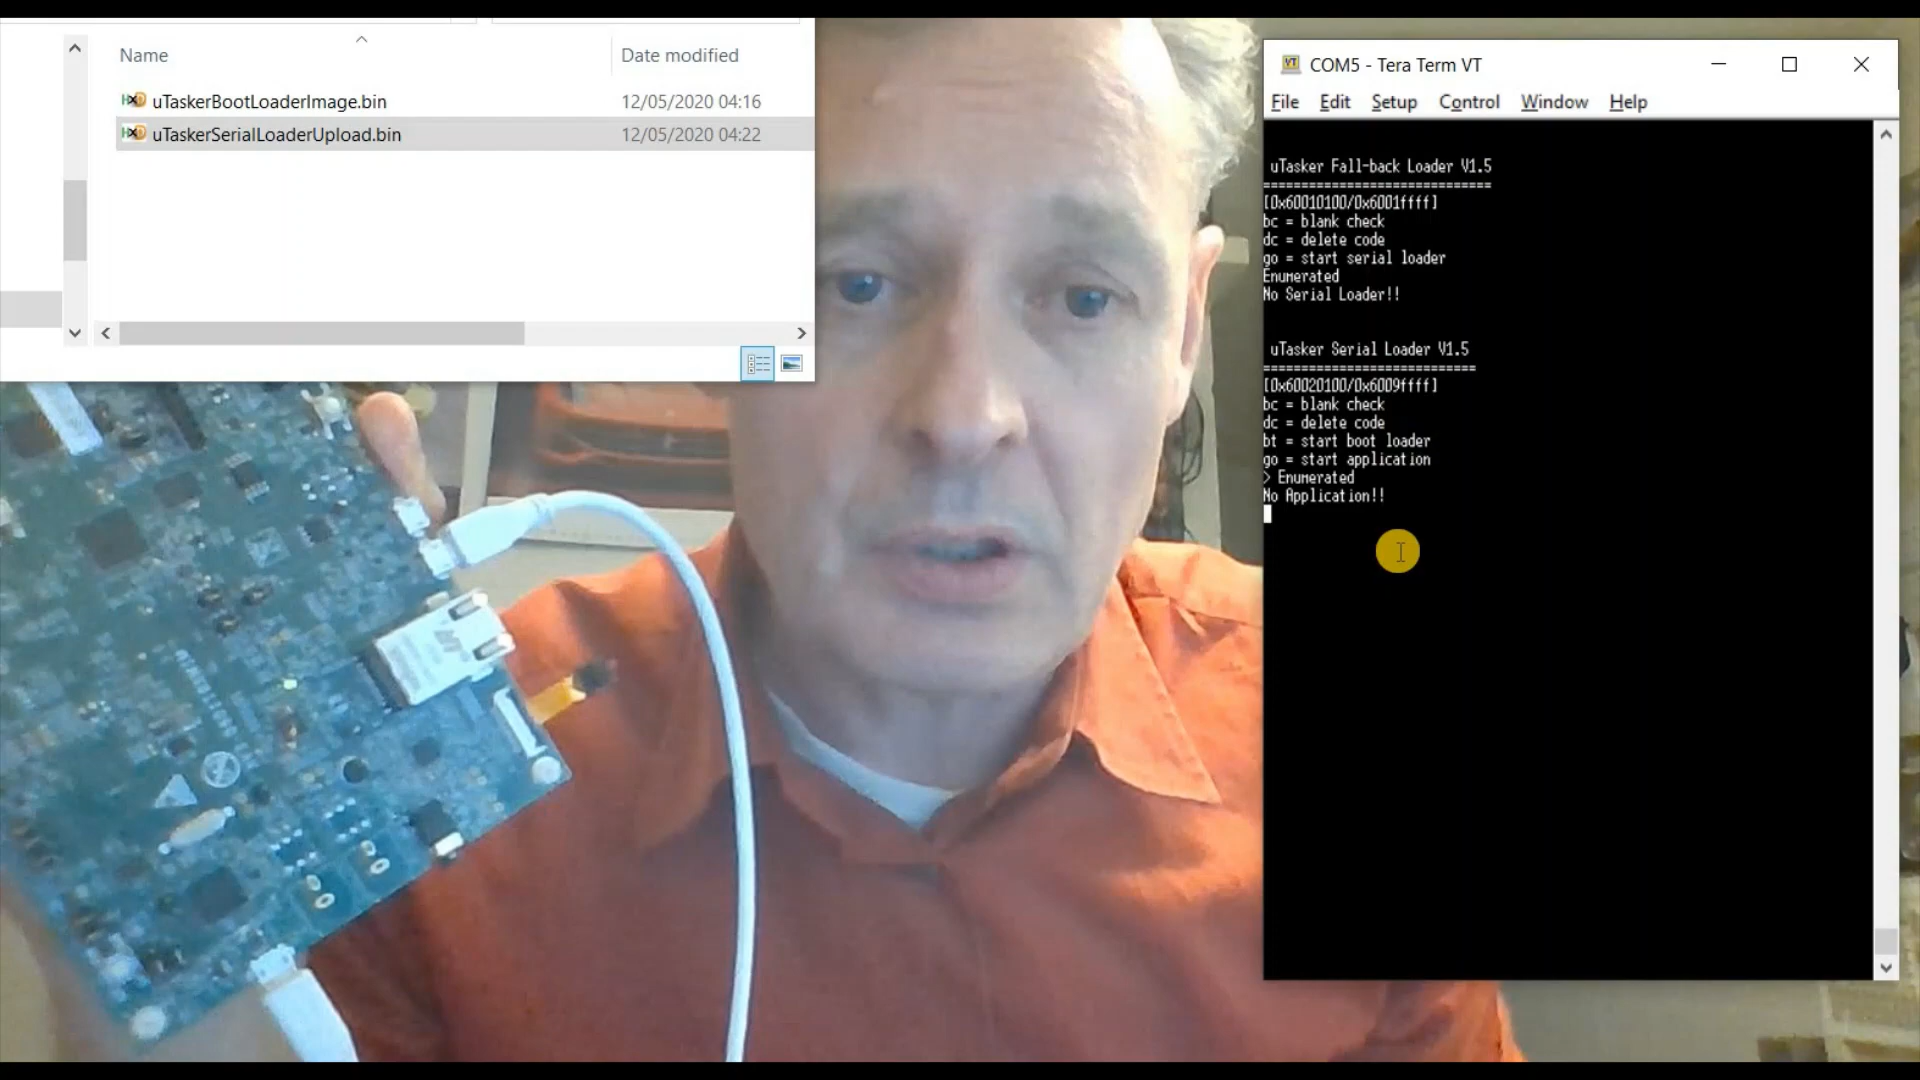 Name
Date modified
uTaskerBootLoaderImage.bin
12/05/2020 04:16
uTaskerSerialLoaderUpload.bin
12/05/2020 04:22
COM5 - Tera Term VT
File Edit Setup Control Window Help
uTasker Fall-back Loader V1.5
==============================
[0x60010100/0x6001ffff]
bc = blank check
dc = delete code
go = start serial loader
Enumerated
No Serial Loader!!
uTasker Serial Loader V1.5
============================
[0x60020100/0x6009ffff]
bc = blank check
dc = delete code
bt = start boot loader
go = start application
> Enumerated
No Application!!